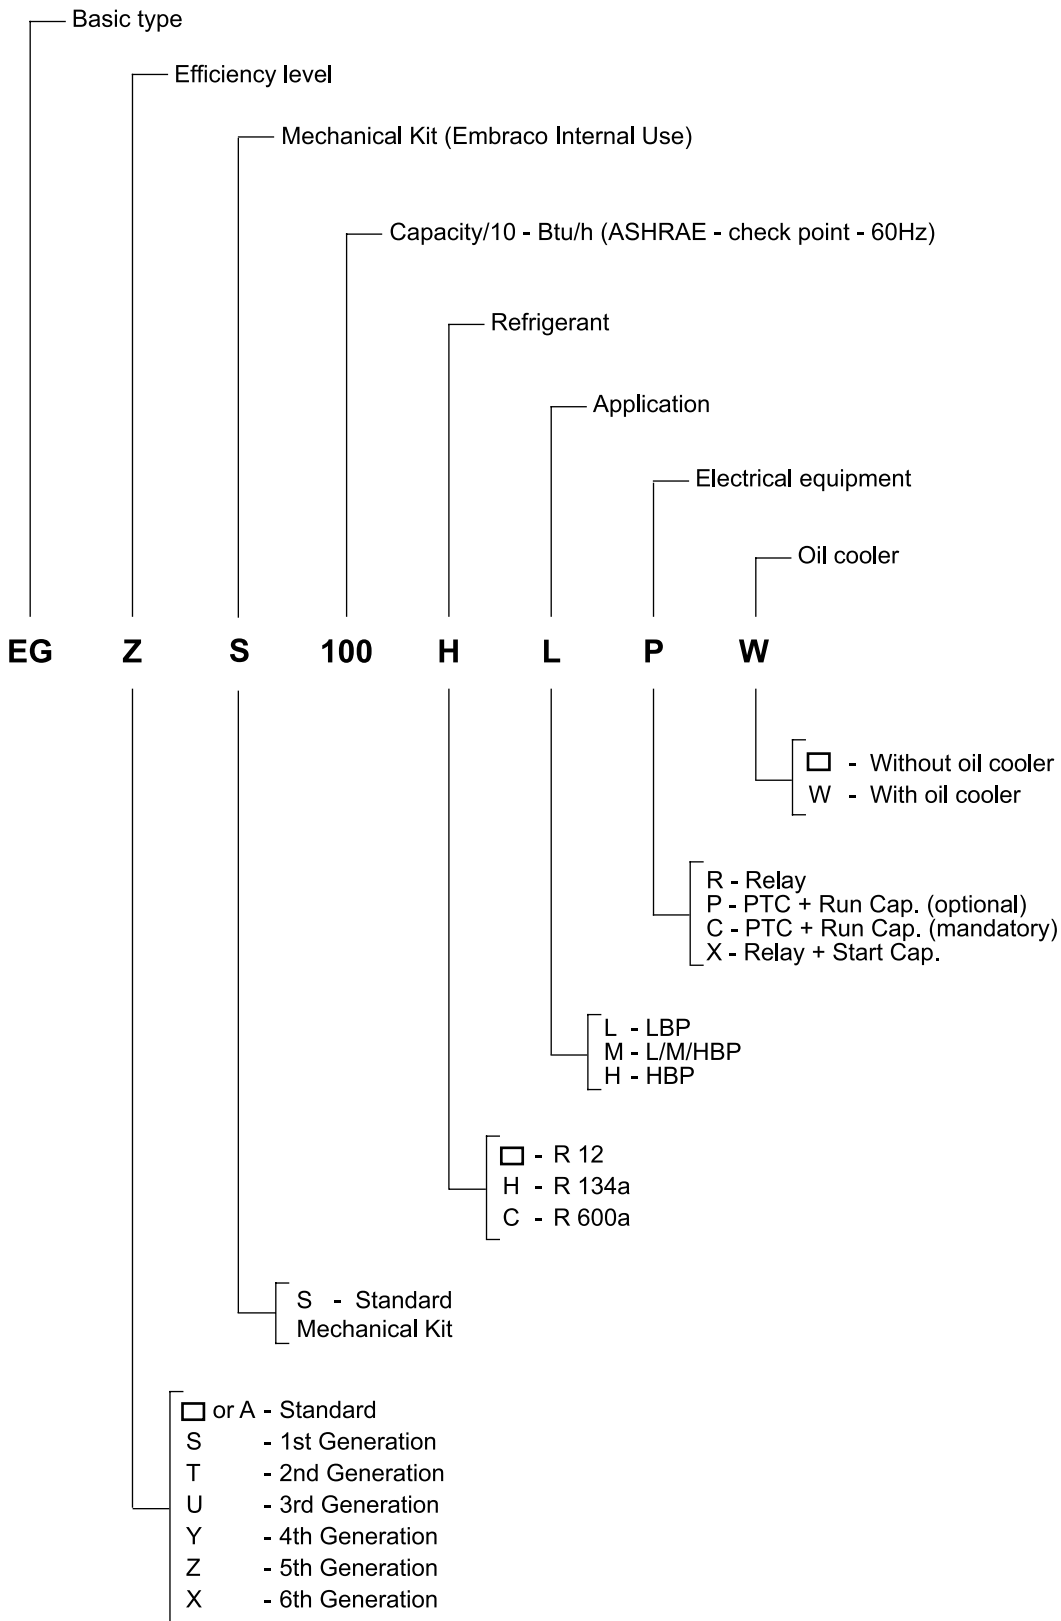 Basic type
Efficiency level
Mechanical Kit (Embraco Internal Use)
Capacity/10 - Btu/h (ASHRAE - check point - 60Hz)
Refrigerant
Application
Electrical equipment
Oil cooler
EG Z S 100 H L P W
- Without oil cooler
W - With oil cooler
R - Relay
P - PTC + Run Cap. (optional)
C - PTC + Run Cap. (mandatory)
X - Relay + Start Cap.
L - LBP
M - L/M/HBP
H - HBP
- R 12
H - R 134a
C - R 600a
S - Standard
Mechanical Kit
or A - Standard
S - 1st Generation
T - 2nd Generation
U - 3rd Generation
Y - 4th Generation
Z - 5th Generation
X - 6th Generation